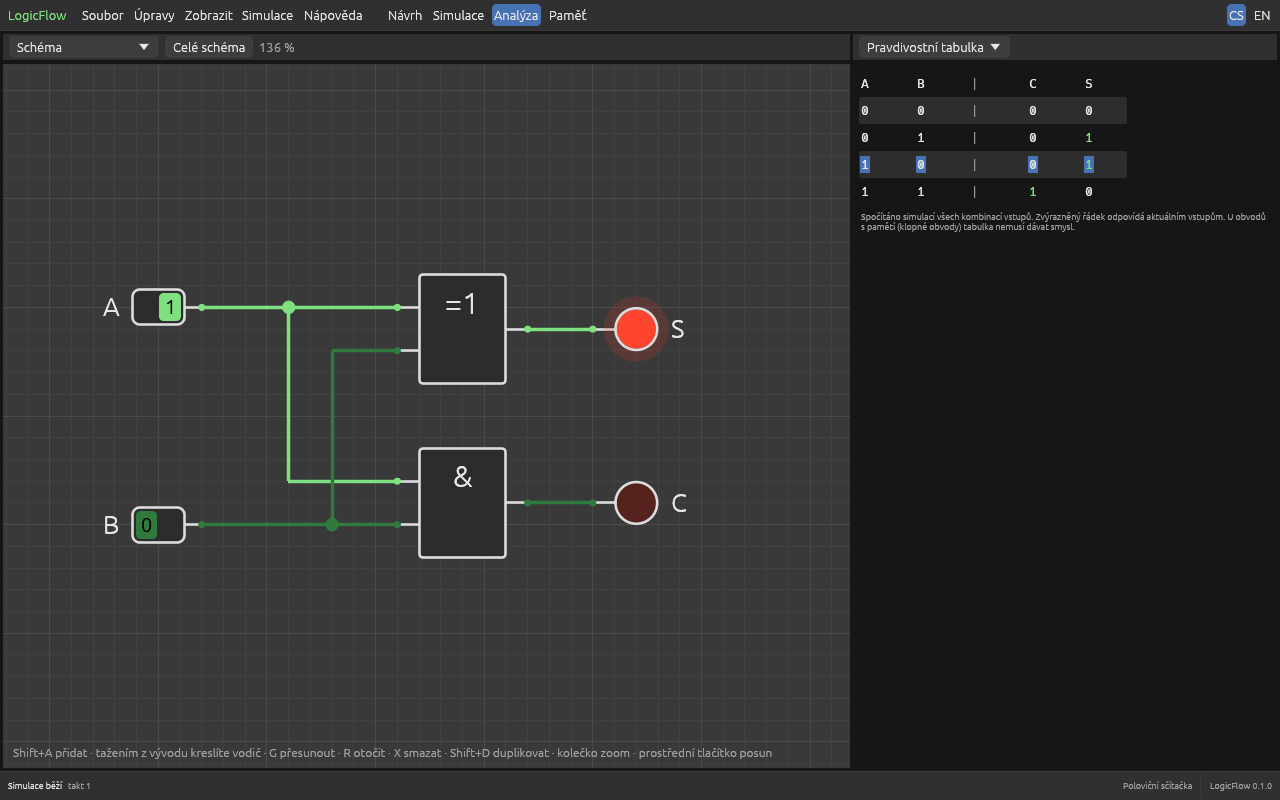 LogicFlow Soubor Úpravy Zobrazit Simulace Nápověda Návrh Simulace Analýza Paměť CS EN
Schéma Celé schéma 136 % Pravdivostní tabulka
A B | C S
0 0 | 0 0
0 1 | 0 1
1 0 | 0 1
1 1 | 1 0
Spočítáno simulací všech kombinací vstupů. Zvýrazněný řádek odpovídá aktuálním vstupům. U obvodů
s pamětí (klopné obvody) tabulka nemusí dávat smysl.
A 1 =1 S
B 0 & C
Shift+A přidat · tažením z vývodu kreslíte vodič · G přesunout · R otočit · X smazat · Shift+D duplikovat · kolečko zoom · prostřední tlačítko posun
Simulace běží takt 1 Poloviční sčítačka LogicFlow 0.1.0